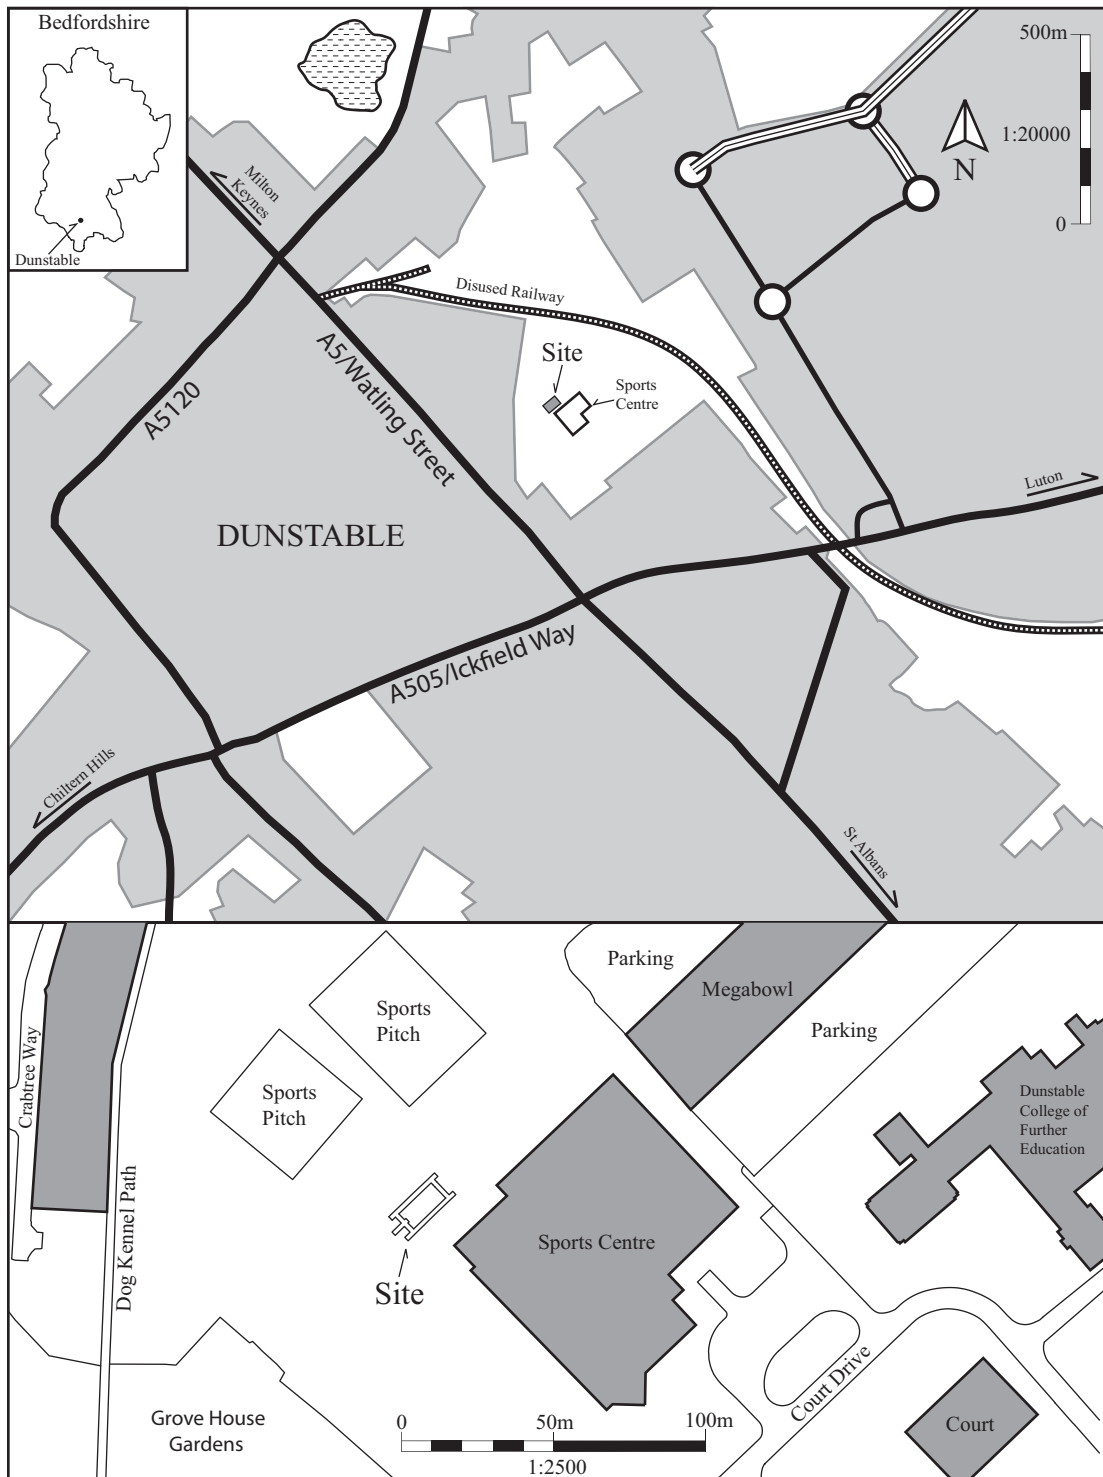 Bedfordshire
Dunstable
Milton
Keynes
500m
1:20000
0
N
Disused Railway
Site
Sports
Centre
A5/Watling Street
A5120
Luton
DUNSTABLE
A505/Ickfield Way
Chiltern Hills
St Albans
Parking
Megabowl
Parking
Sports
Pitch
Sports
Pitch
Crabtree Way
Dog Kennel Path
Dunstable
College of
Further
Education
Sports Centre
Site
Court Drive
Court
Grove House
Gardens
0
50m
100m
1:2500